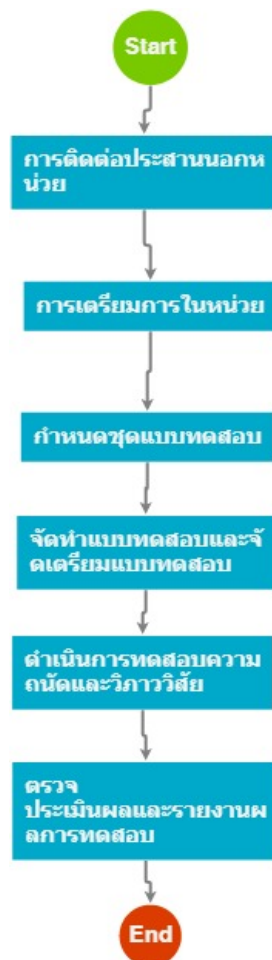 Start
การติดต่อประสานนอกห
น่วย
การเตรียมการในหน่วย
กำหนดชุดแบบทดสอบ
จัดทำแบบทดสอบและจั
ดเตรียมแบบทดสอบ
ดำเนินการทดสอบความ
ถนัดและวิภาววิสัย
ตรวจ
ประเมินผลและรายงานผ
ลการทดสอบ
End